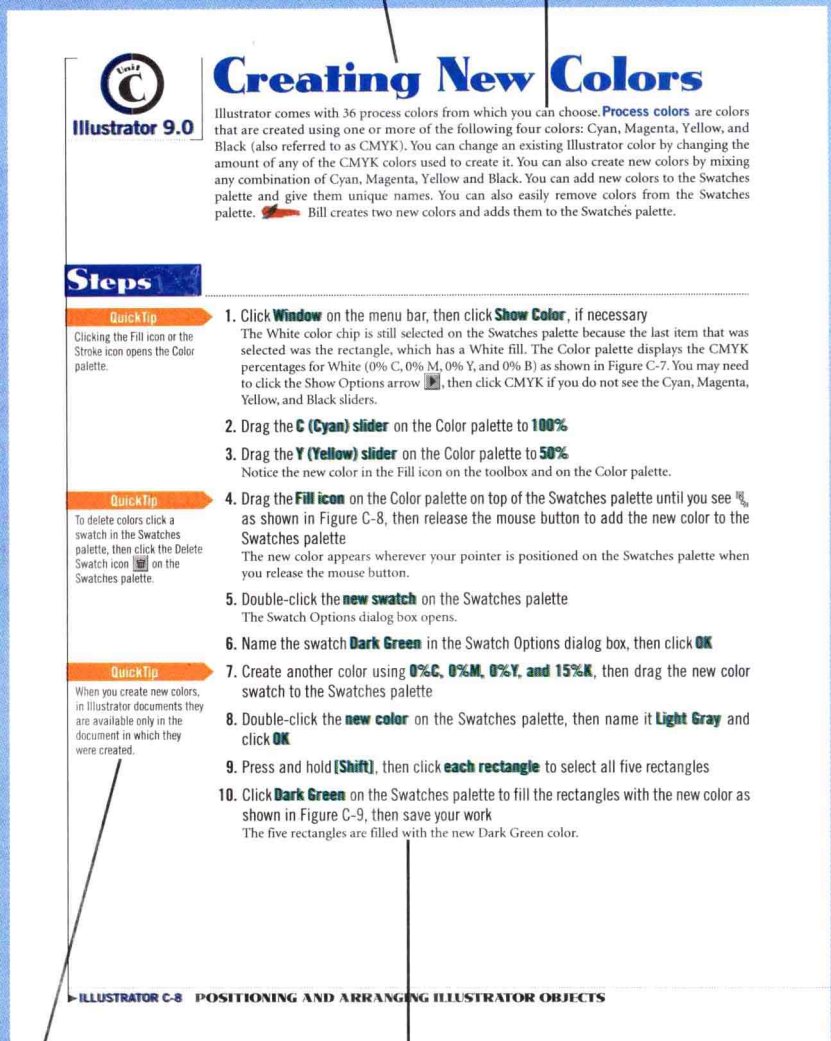 Unit
C
Illustrator 9.0
Creating New Colors
Illustrator comes with 36 process colors from which you can choose. Process colors are colors
that are created using one or more of the following four colors: Cyan, Magenta, Yellow, and
Black (also referred to as CMYK). You can change an existing Illustrator color by changing the
amount of any of the CMYK colors used to create it. You can also create new colors by mixing
any combination of Cyan, Magenta, Yellow and Black. You can add new colors to the Swatches
palette and give them unique names. You can also easily remove colors from the Swatches
palette. Bill creates two new colors and adds them to the Swatches palette.
Steps
QuickTip
Clicking the Fill icon or the
Stroke icon opens the Color
palette.
1. Click Window on the menu bar, then click Show Color, if necessary
The White color chip is still selected on the Swatches palette because the last item that was
selected was the rectangle, which has a White fill. The Color palette displays the CMYK
percentages for White (0% C, 0% M, 0% Y, and 0% B) as shown in Figure C-7. You may need
to click the Show Options arrow, then click CMYK if you do not see the Cyan, Magenta,
Yellow, and Black sliders.
2. Drag the C (Cyan) slider on the Color palette to 100%
3. Drag the Y (Yellow) slider on the Color palette to 50%
Notice the new color in the Fill icon on the toolbox and on the Color palette.
QuickTip
To delete colors click a
swatch in the Swatches
palette, then click the Delete
Swatch icon on the
Swatches palette.
4. Drag the Fill icon on the Color palette on top of the Swatches palette until you see
as shown in Figure C-8, then release the mouse button to add the new color to the
Swatches palette
The new color appears wherever your pointer is positioned on the Swatches palette when
you release the mouse button.
5. Double-click the new swatch on the Swatches palette
The Swatch Options dialog box opens.
6. Name the swatch Dark Green in the Swatch Options dialog box, then click OK
QuickTip
When you create new colors,
in Illustrator documents they
are available only in the
document in which they
were created.
7. Create another color using 0%C, 0%M, 0%Y, and 15%K, then drag the new color
swatch to the Swatches palette
8. Double-click the new color on the Swatches palette, then name it Light Gray and
click OK
9. Press and hold [Shift], then click each rectangle to select all five rectangles
10. Click Dark Green on the Swatches palette to fill the rectangles with the new color as
shown in Figure C-9, then save your work
The five rectangles are filled with the new Dark Green color.
ILLUSTRATOR C-8 POSITIONING AND ARRANGING ILLUSTRATOR OBJECTS